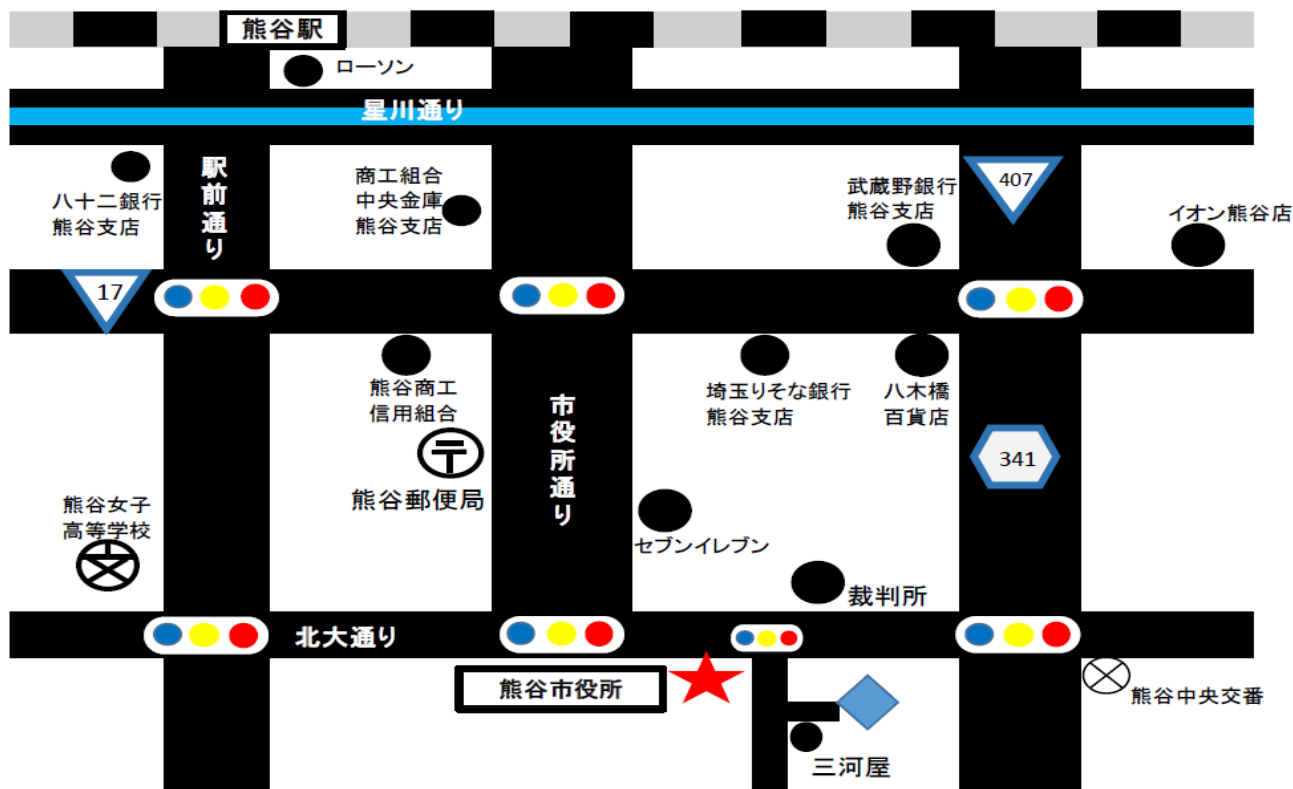 熊谷駅
ローソン
星川通り
駅前通り
八十二銀行
熊谷支店
商工組合
中央金庫
熊谷支店
武蔵野銀行
熊谷支店
407
イオン熊谷店
17
熊谷商工
信用組合
熊谷郵便局
市役所通り
埼玉りそな銀行
熊谷支店
八木橋
百貨店
341
熊谷女子
高等学校
セブンイレブン
裁判所
北大通り
熊谷市役所
熊谷中央交番
三河屋